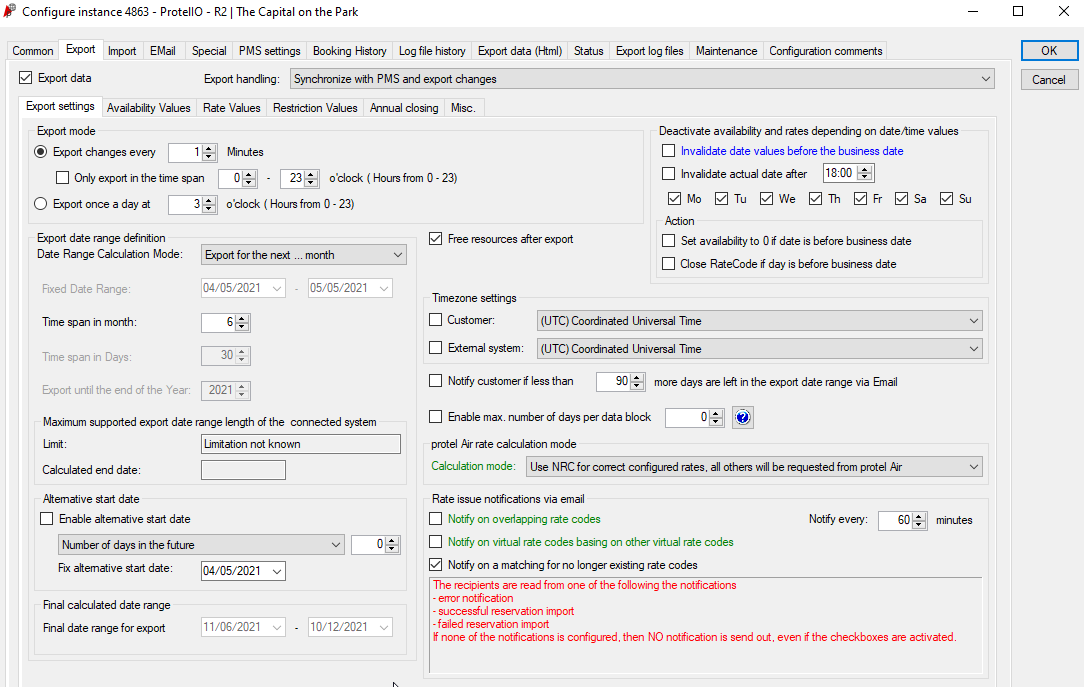 Configure instance 4863 - ProtelIO - R2 | The Capital on the Park
Common Export Import EMail Special PMS settings Booking History Log file history Export data (Html) Status Export log files Maintenance Configuration comments
OK
Cancel
Export data
Export handling: Synchronize with PMS and export changes
Export settings Availability Values Rate Values Restriction Values Annual closing Misc.
Export mode
Export changes every 1 Minutes
Only export in the time span 0 - 23 o'clock ( Hours from 0 - 23)
Export once a day at 3 o'clock ( Hours from 0 - 23)
Deactivate availability and rates depending on date/time values
Invalidate date values before the business date
Invalidate actual date after 18:00
Mo Tu We Th Fr Sa Su
Action
Set availability to 0 if date is before business date
Close RateCode if day is before business date
Export date range definition
Date Range Calculation Mode: Export for the next ... month
Fixed Date Range: 04/05/2021 - 05/05/2021
Time span in month: 6
Time span in Days: 30
Export until the end of the Year: 2021
Maximum supported export date range length of the connected system
Limit: Limitation not known
Calculated end date:
Alternative start date
Enable alternative start date
Number of days in the future 0
Fix alternative start date: 04/05/2021
Final calculated date range
Final date range for export 11/06/2021 - 10/12/2021
Free resources after export
Timezone settings
Customer: (UTC) Coordinated Universal Time
External system: (UTC) Coordinated Universal Time
Notify customer if less than 90 more days are left in the export date range via Email
Enable max. number of days per data block 0 ?
protel Air rate calculation mode
Calculation mode: Use NRC for correct configured rates, all others will be requested from protel Air
Rate issue notifications via email
Notify on overlapping rate codes
Notify every: 60 minutes
Notify on virtual rate codes basing on other virtual rate codes
Notify on a matching for no longer existing rate codes
The recipients are read from one of the following the notifications
- error notification
- successful reservation import
- failed reservation import
If none of the notifications is configured, then NO notification is send out, even if the checkboxes are activated.